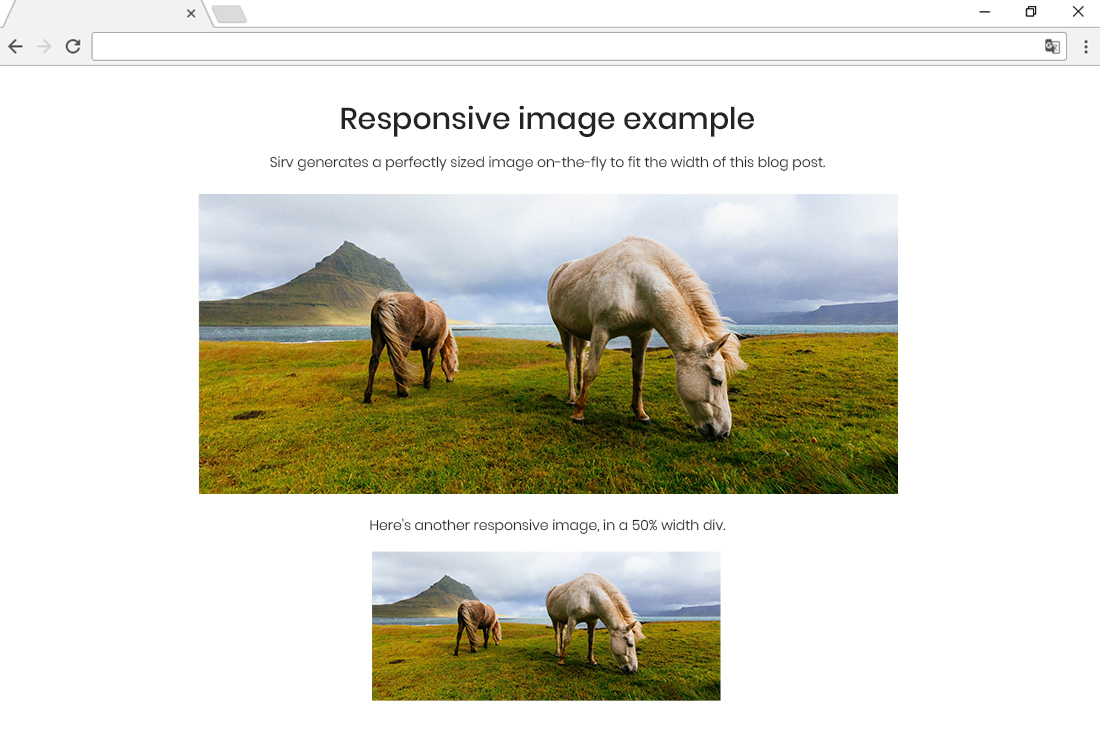 Responsive image example
Sirv generates a perfectly sized image on-the-fly to fit the width of this blog post.
Here's another responsive image, in a 50% width div.